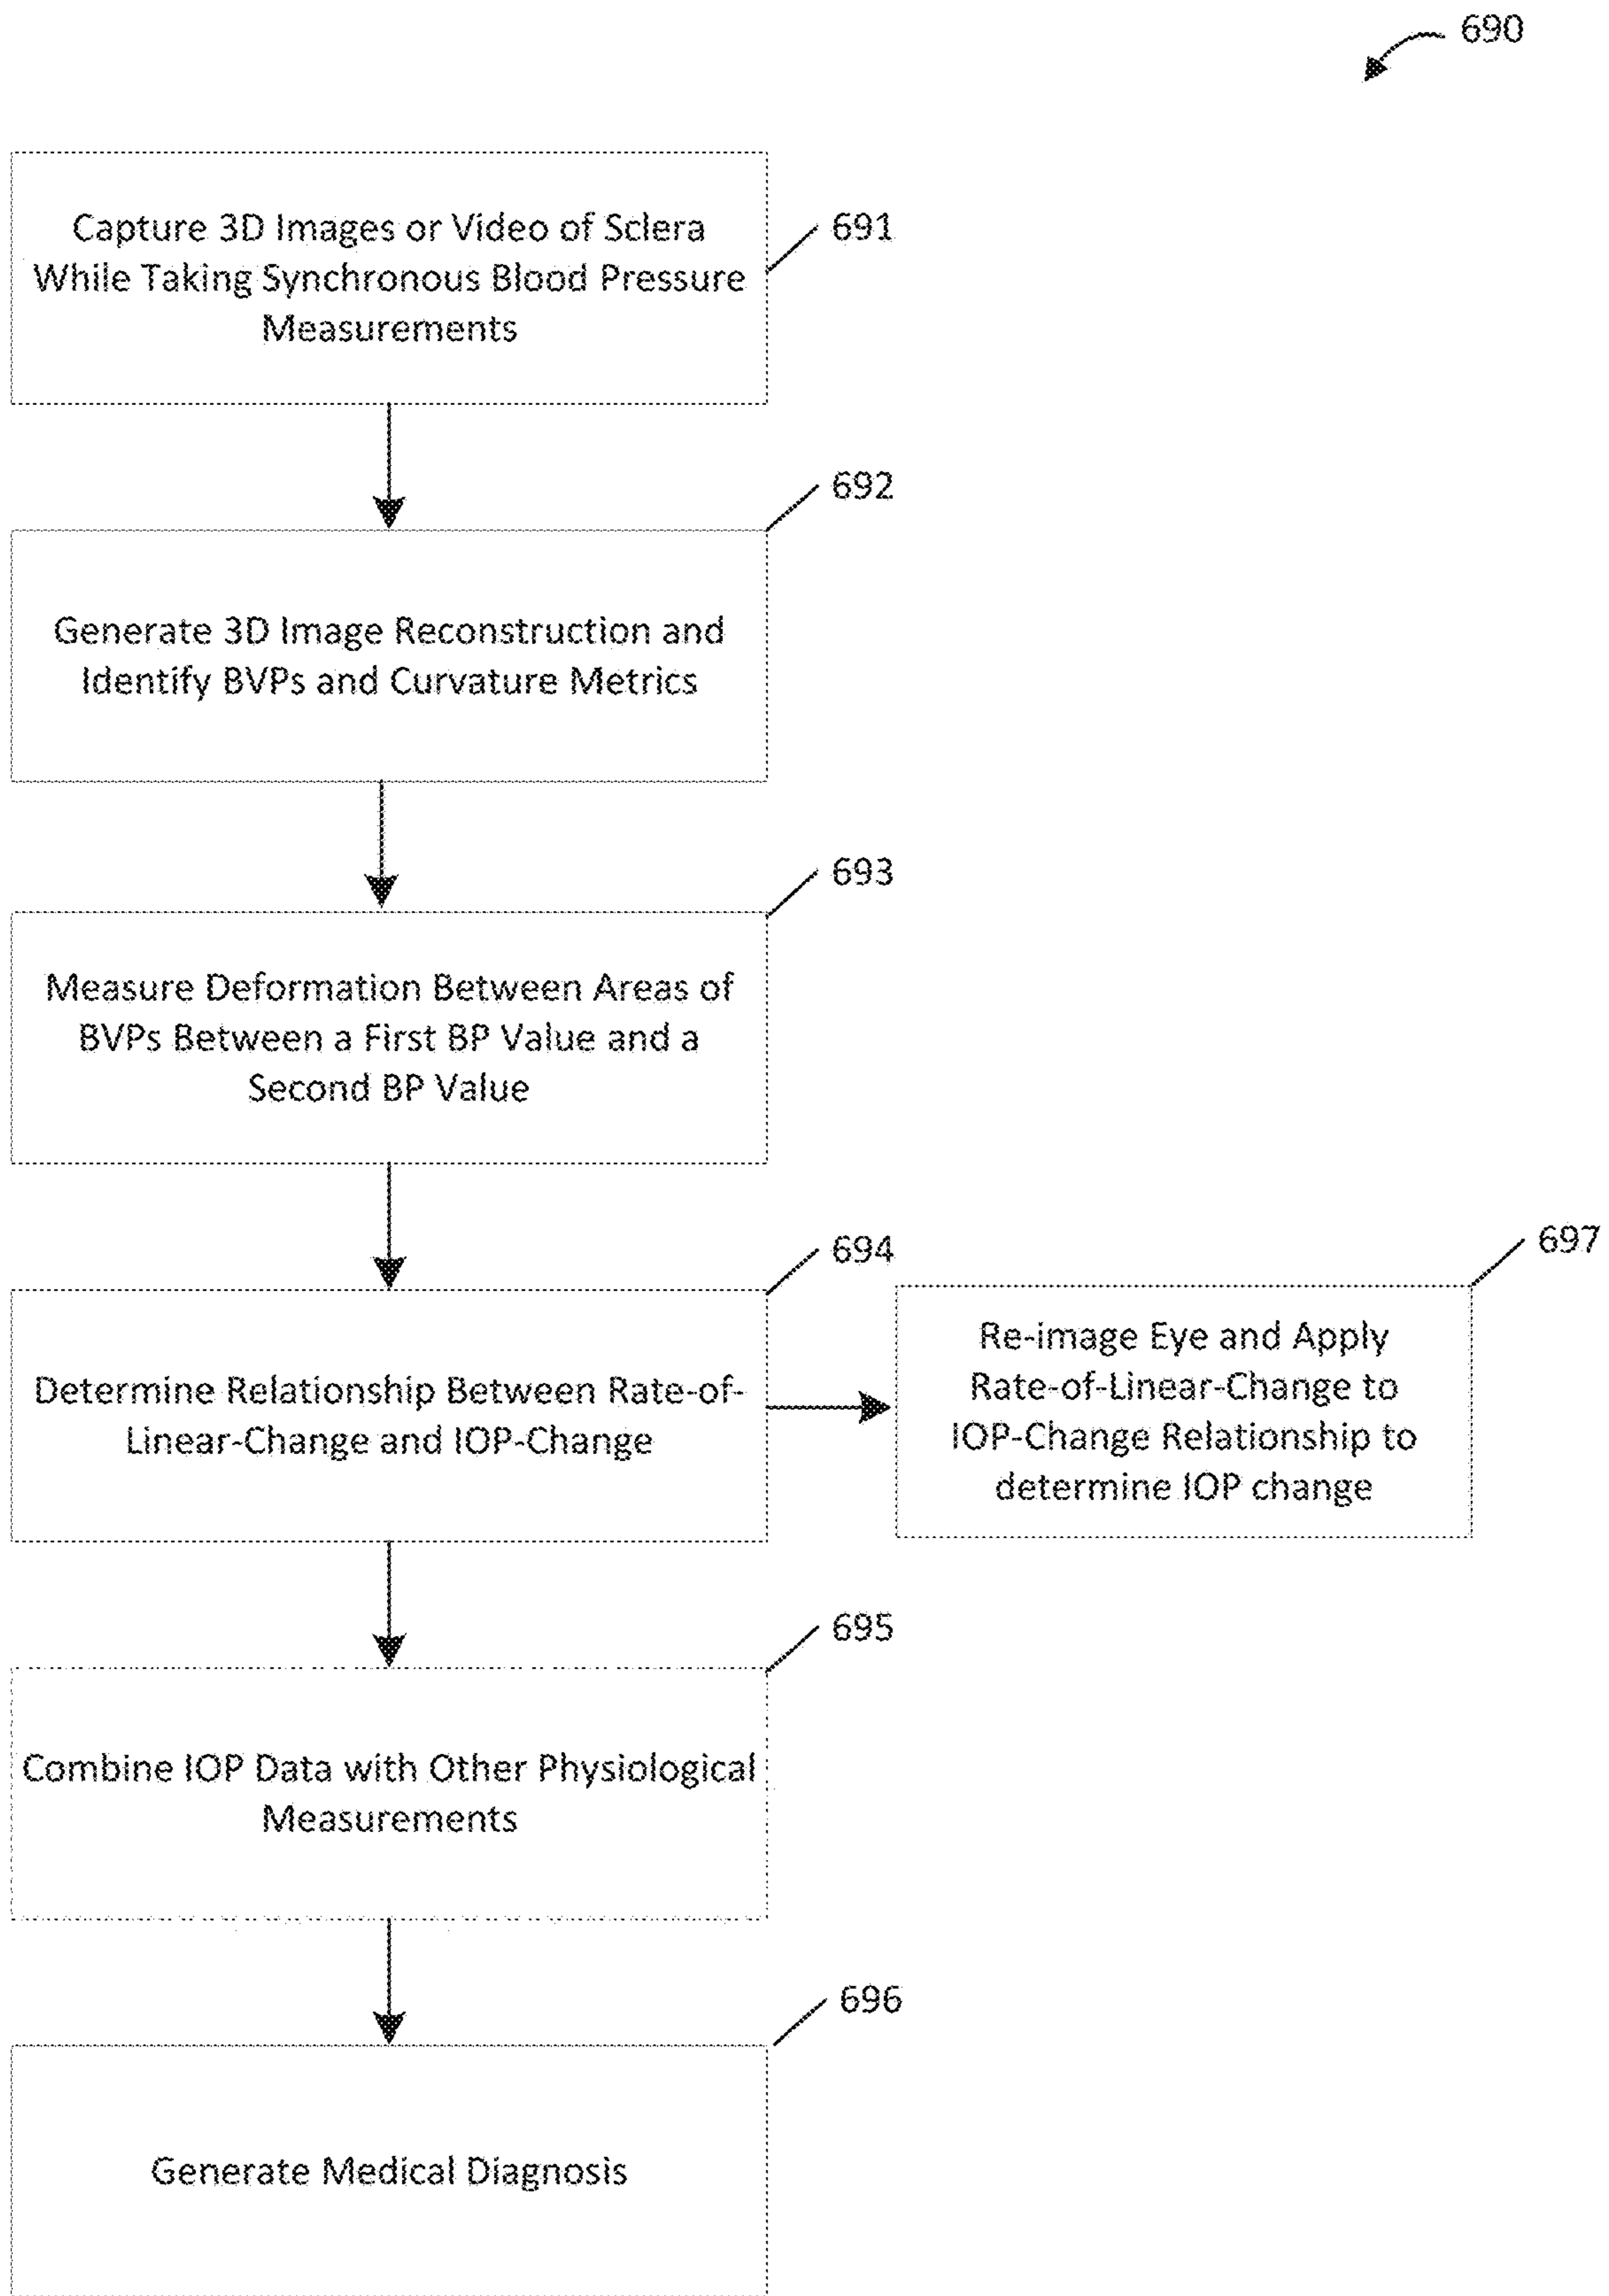 690
Capture 3D Images or Video of Sclera
While Taking Synchronous Blood Pressure
Measurements
691
692
Generate 3D Image Reconstruction and
Identify BVPs and Curvature Metrics
693
Measure Deformation Between Areas of
BVPs Between a First BP Value and a
Second BP Value
694
Determine Relationship Between Rate-of-
Linear-Change and IOP-Change
697
Re-image Eye and Apply
Rate-of-Linear-Change to
IOP-Change Relationship to
determine IOP change
695
Combine IOP Data with Other Physiological
Measurements
696
Generate Medical Diagnosis